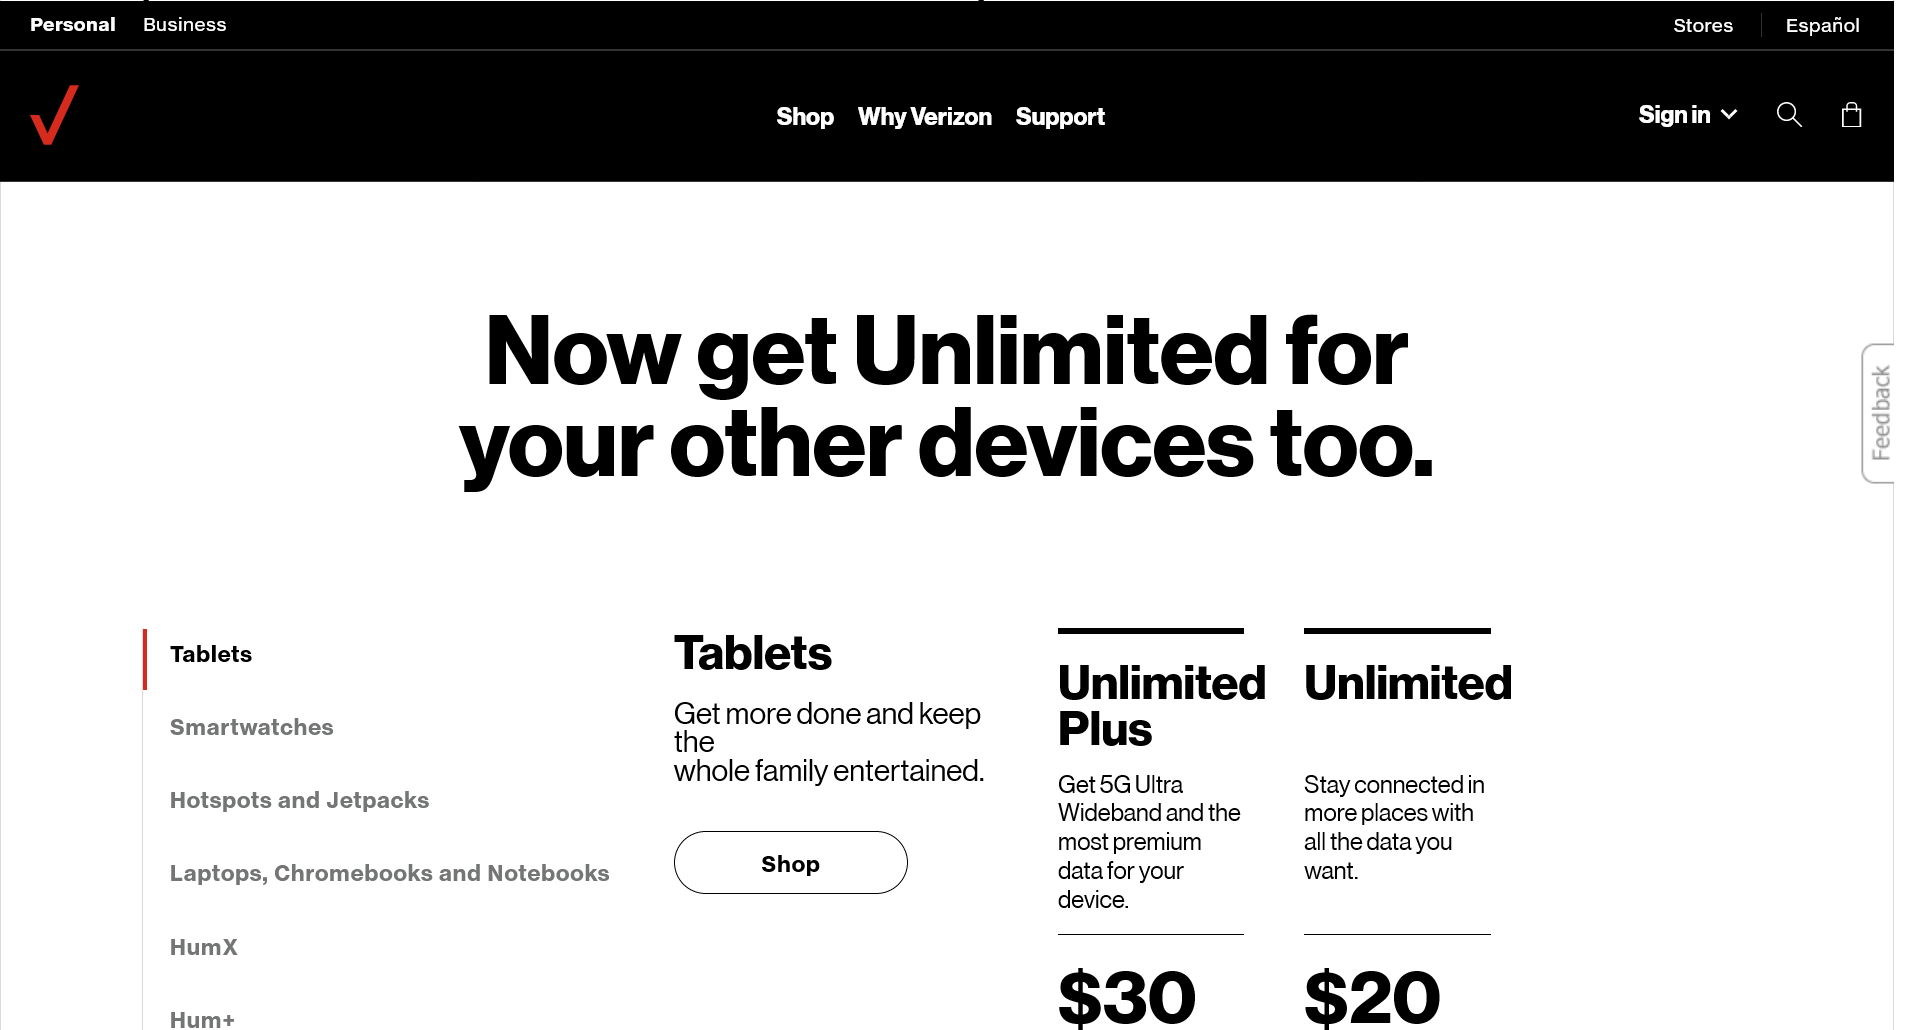 Personal Business
Stores Español
Shop Why Verizon Support
Sign in
Now get Unlimited for
your other devices too.
Feedback
Tablets
Smartwatches
Hotspots and Jetpacks
Laptops, Chromebooks and Notebooks
HumX
Hum+
Tablets
Get more done and keep
the
whole family entertained.
Shop
Unlimited
Plus
Get 5G Ultra
Wideband and the
most premium
data for your
device.
$30
Unlimited
Stay connected in
more places with
all the data you
want.
$20